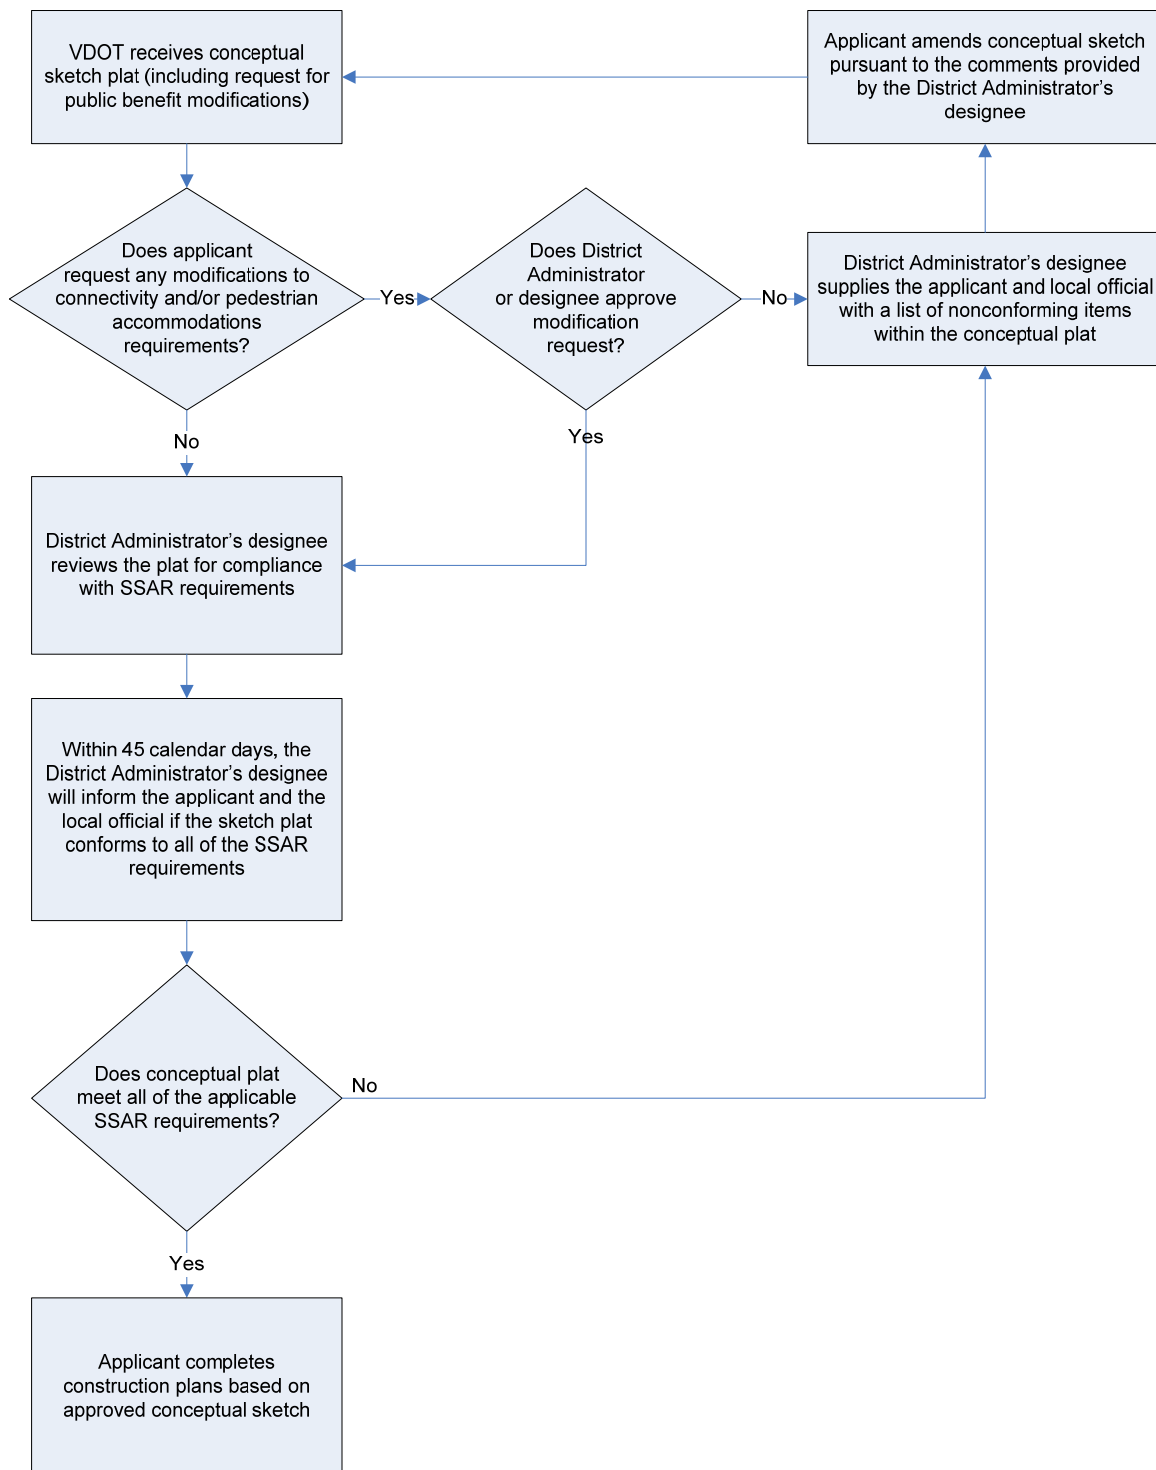 VDOT receives conceptual
sketch plat (including request for
public benefit modifications)
Applicant amends conceptual sketch
pursuant to the comments provided
by the District Administrator's
designee
Does applicant
request any modifications to
connectivity and/or pedestrian
accommodations
requirements?
Yes
Does District
Administrator
or designee approve
modification
request?
No
District Administrator's designee
supplies the applicant and local official
with a list of nonconforming items
within the conceptual plat
No
Yes
District Administrator's designee
reviews the plat for compliance
with SSAR requirements
Within 45 calendar days, the
District Administrator's designee
will inform the applicant and the
local official if the sketch plat
conforms to all of the SSAR
requirements
Does conceptual plat
meet all of the applicable
SSAR requirements?
No
Yes
Applicant completes
construction plans based on
approved conceptual sketch